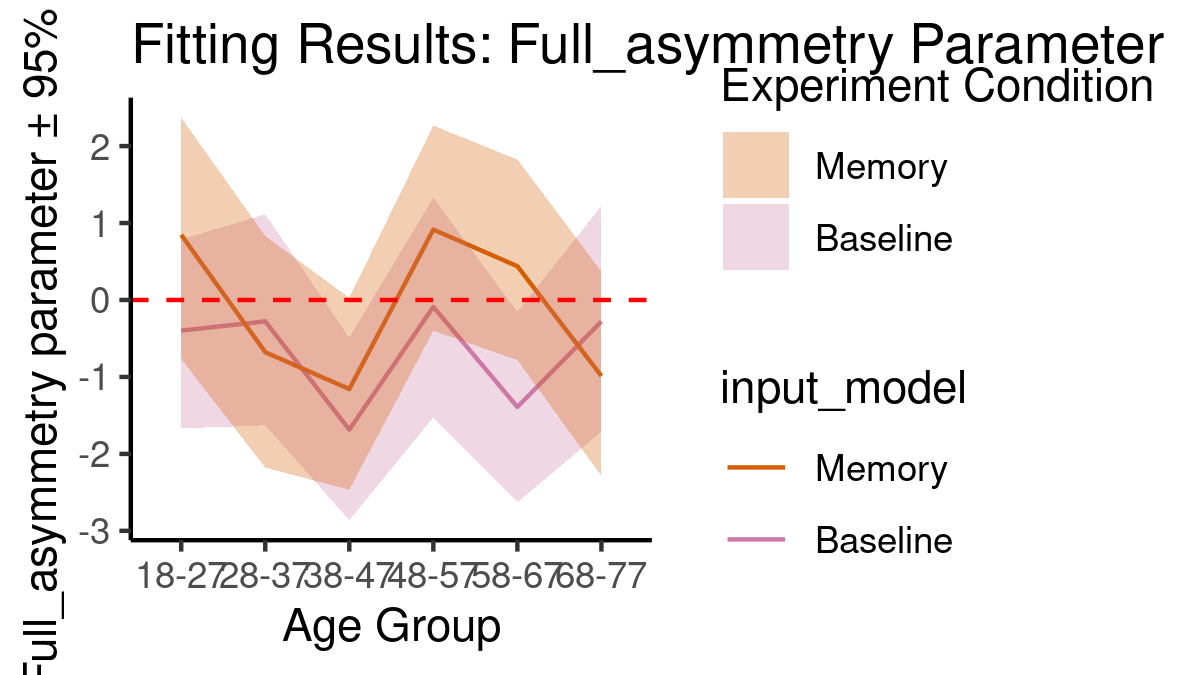 Fitting Results: Full_asymmetry Parameter
Full_asymmetry parameter ± 95%
2
1
0
-1
-2
-3
18-27
28-37
38-47
48-57
58-67
68-77
Age Group
Experiment Condition
Memory
Baseline
input_model
Memory
Baseline